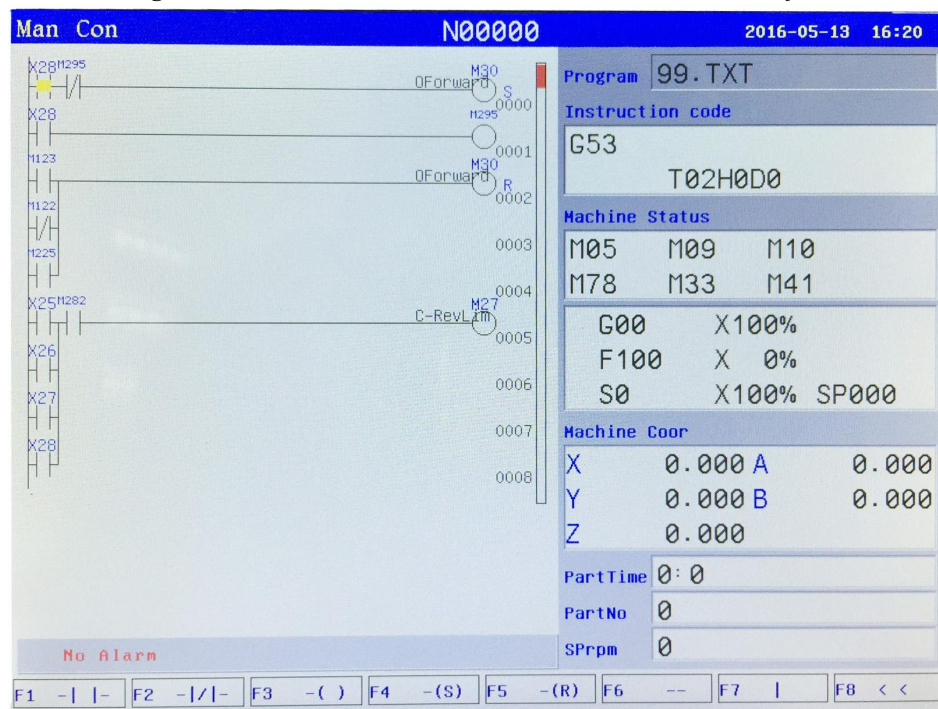 Man Con N00000 2016-05-13 16:20
X28 M295 OForward M30 S
0000
X28 M295
0001
M123 OForward M30 R
0002
M122
0003
M225
0004
X25 M282 C-RevLim M27
0005
X26
0006
X27
0007
X28
0008
No Alarm
Program 99.TXT
Instruction code
G53
T02H0D0
Machine Status
M05 M09 M10
M78 M33 M41
G00 X100%
F100 X 0%
S0 X100% SP000
Machine Coor
X 0.000 A 0.000
Y 0.000 B 0.000
Z 0.000
PartTime 0: 0
PartNo 0
SPrpm 0
F1 -| |- F2 -|/|- F3 -( ) F4 -(S) F5 -(R) F6 -- F7 | F8 < <